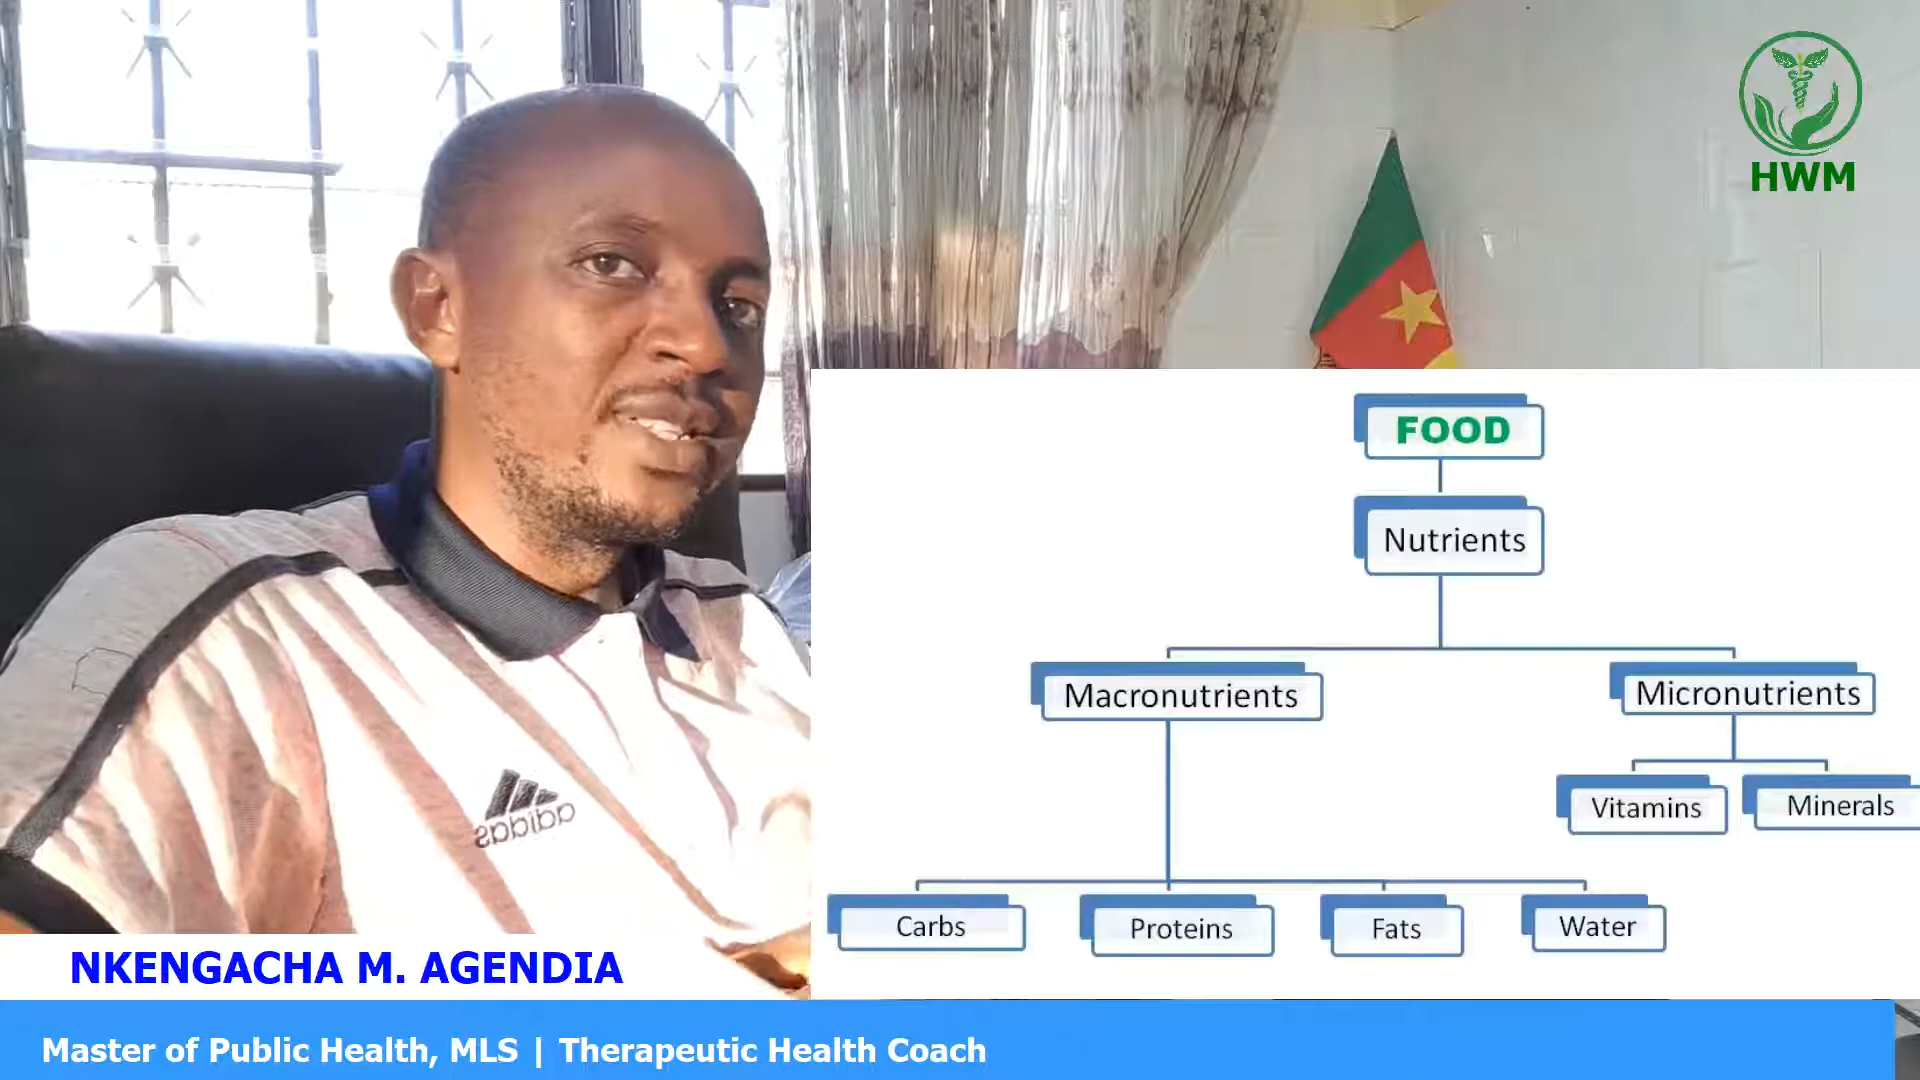 HWM
FOOD
Nutrients
Macronutrients
Micronutrients
Vitamins
Minerals
Carbs
Proteins
Fats
Water
adidas
NKENGACHA M. AGENDIA
Master of Public Health, MLS | Therapeutic Health Coach